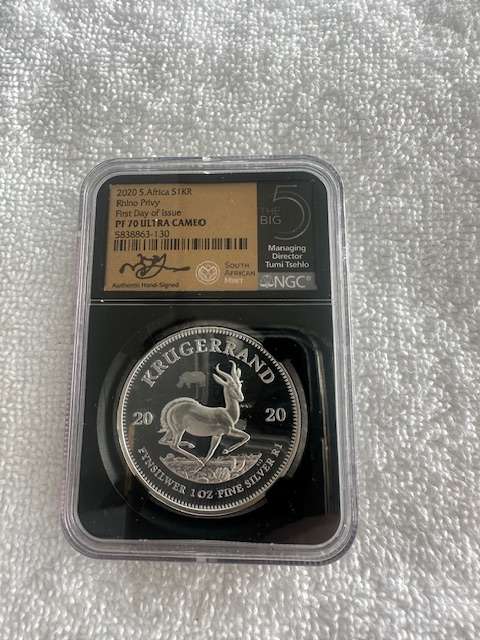 2020 S.Africa S1KR
Rhino Privy
First Day of Issue
PF 70 ULTRA CAMEO
5838863-130
Authentic Hand-Signed
SOUTH
AFRICAN
MINT
THE
BIG
5
Managing
Director
Tumi Tsehlo
NGC®
KRUGERRAND
20 20
FYNSILWER 1 OZ FINE SILVER R1